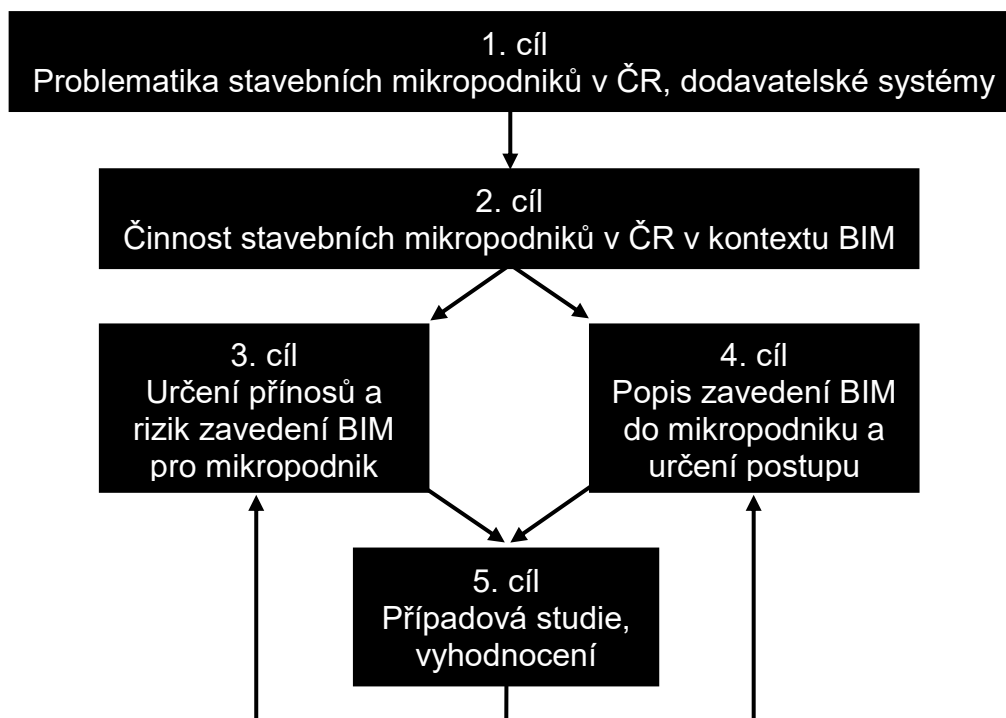 1. cíl
Problematika stavebních mikropodniků v ČR, dodavatelské systémy
2. cíl
Činnost stavebních mikropodniků v ČR v kontextu BIM
3. cíl
Určení přínosů a
rizik zavedení BIM
pro mikropodnik
4. cíl
Popis zavedení BIM
do mikropodniku a
určení postupu
5. cíl
Případová studie,
vyhodnocení